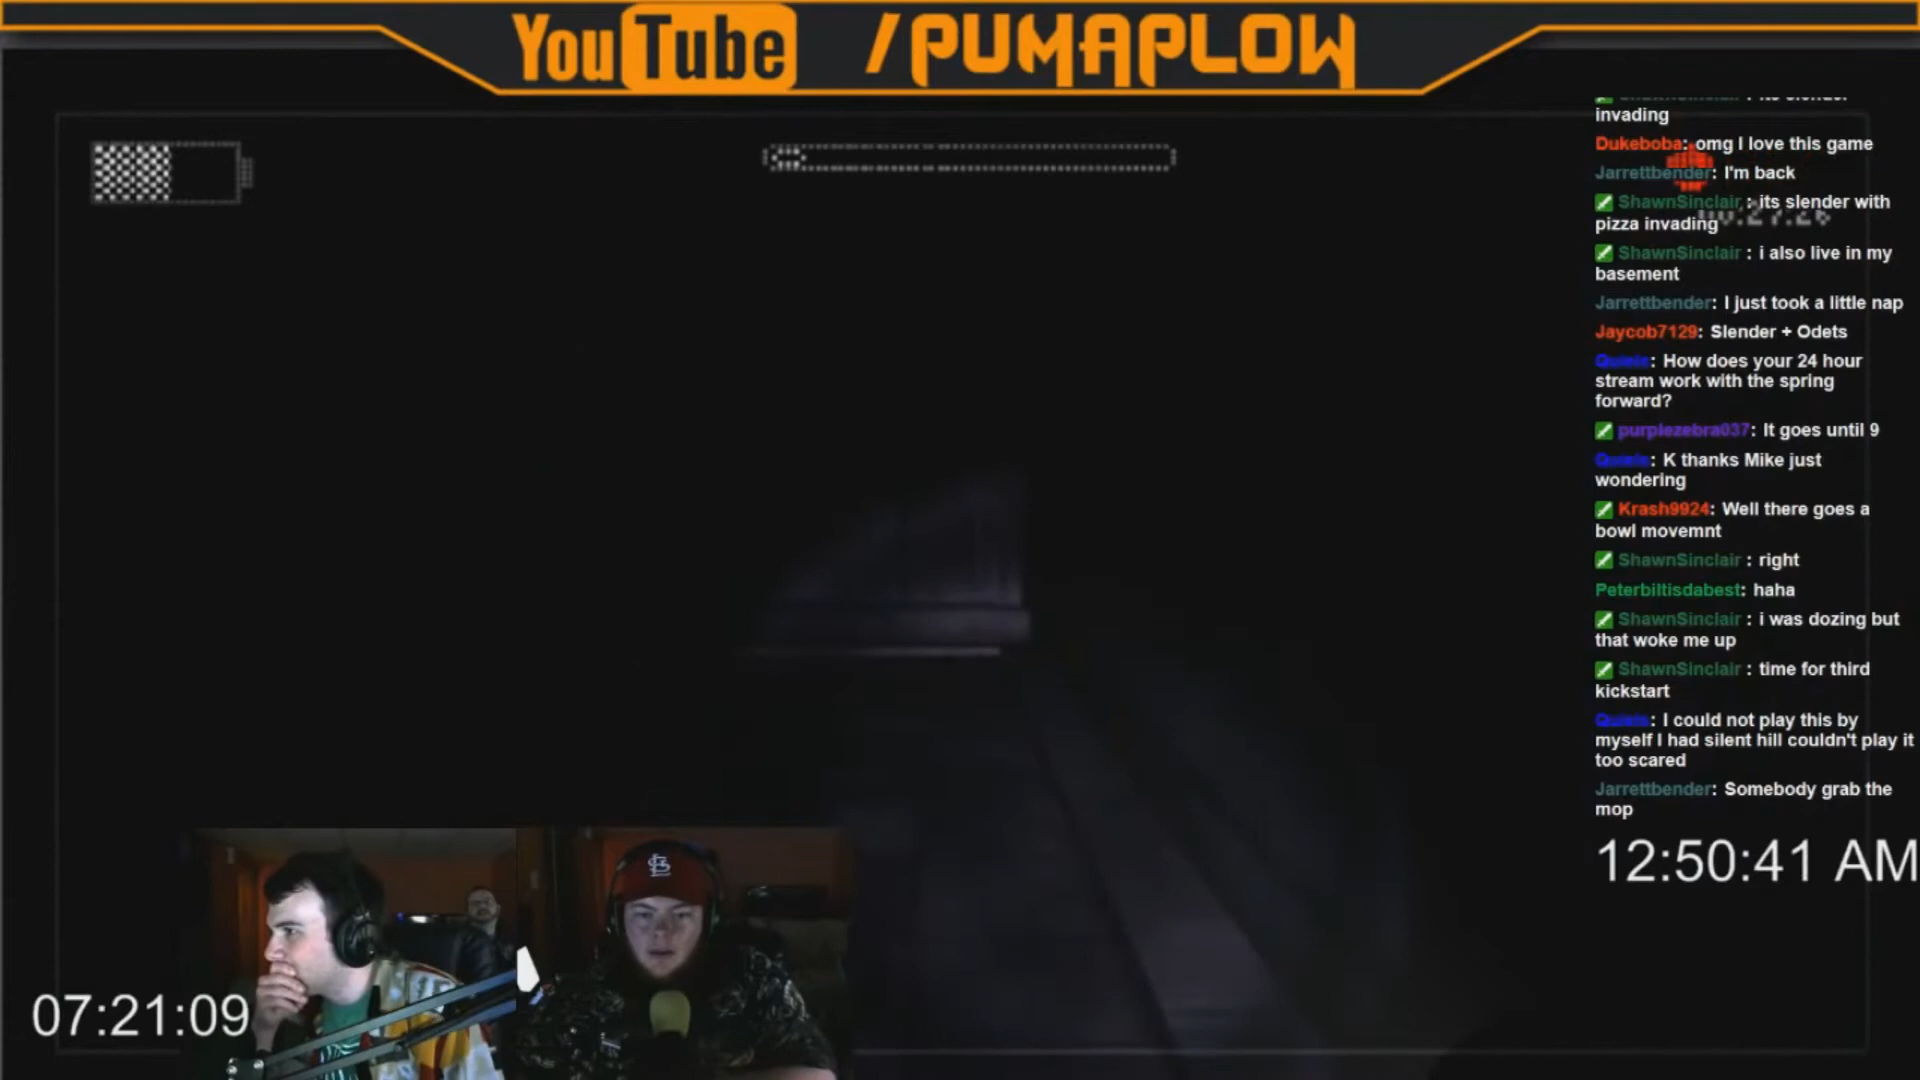 YouTube /PUMAPLOW
invading
Dukeboba: omg I love this game
Jarrettbender: I'm back
ShawnSinclair : its slender with
pizza invading
ShawnSinclair : i also live in my
basement
Jarrettbender: I just took a little nap
Jaycob7129: Slender + Odets
: How does your 24 hour
stream work with the spring
forward?
purplezebra037: It goes until 9
: K thanks Mike just
wondering
Krash9924: Well there goes a
bowl movemnt
ShawnSinclair : right
Peterbiltisdabest: haha
ShawnSinclair : i was dozing but
that woke me up
ShawnSinclair : time for third
kickstart
: I could not play this by
myself I had silent hill couldn't play it
too scared
Jarrettbender: Somebody grab the
mop
12:50:41 AM
07:21:09